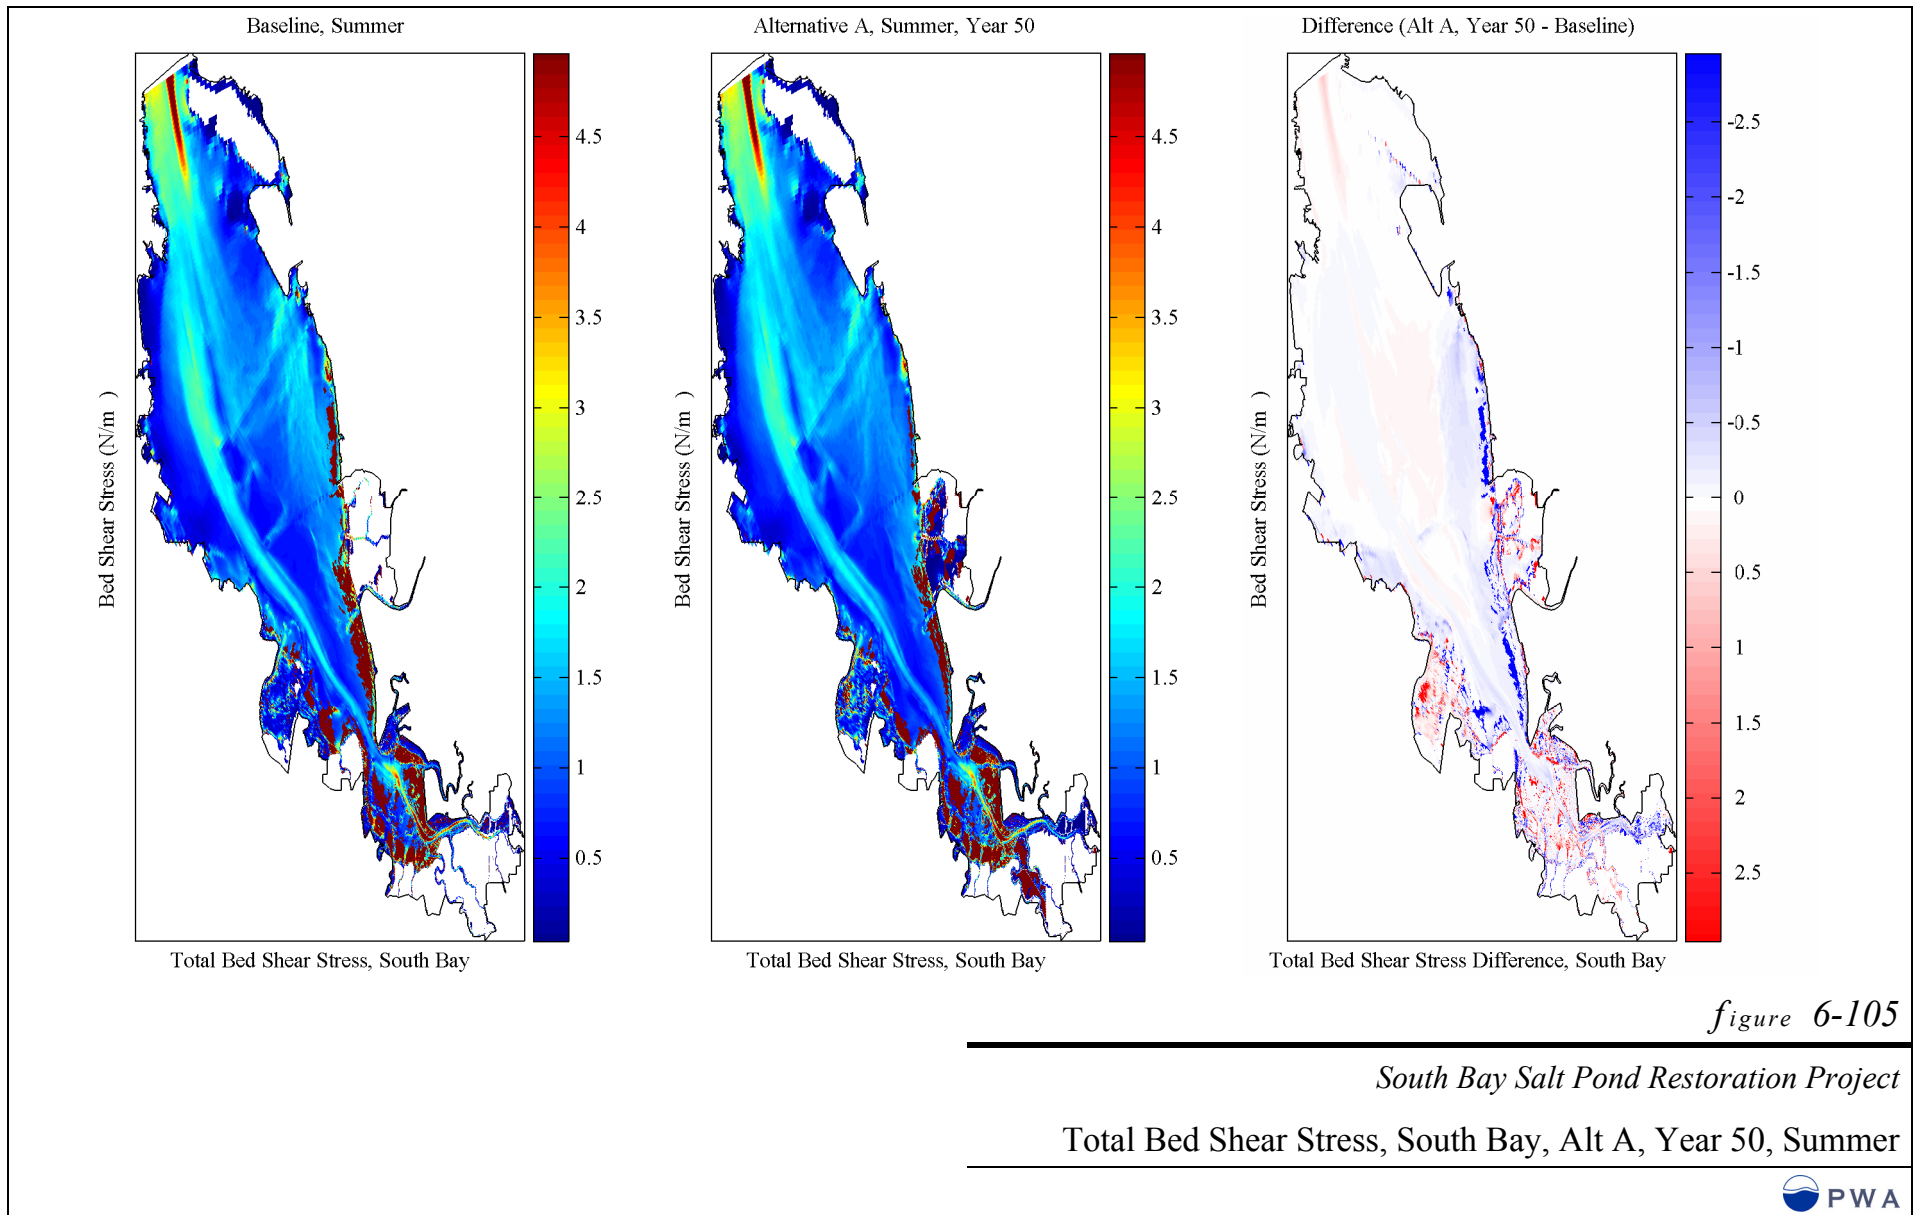 Baseline, Summer
4.5
4
3.5
3
2.5
2
1.5
1
0.5
Bed Shear Stress (N/m )
Total Bed Shear Stress, South Bay
Alternative A, Summer, Year 50
4.5
4
3.5
3
2.5
2
1.5
1
0.5
Bed Shear Stress (N/m )
Total Bed Shear Stress, South Bay
Difference (Alt A, Year 50 - Baseline)
-2.5
-2
-1.5
-1
-0.5
0
0.5
1
1.5
2
2.5
Bed Shear Stress (N/m )
Total Bed Shear Stress Difference, South Bay
figure 6-105
South Bay Salt Pond Restoration Project
Total Bed Shear Stress, South Bay, Alt A, Year 50, Summer
PWA